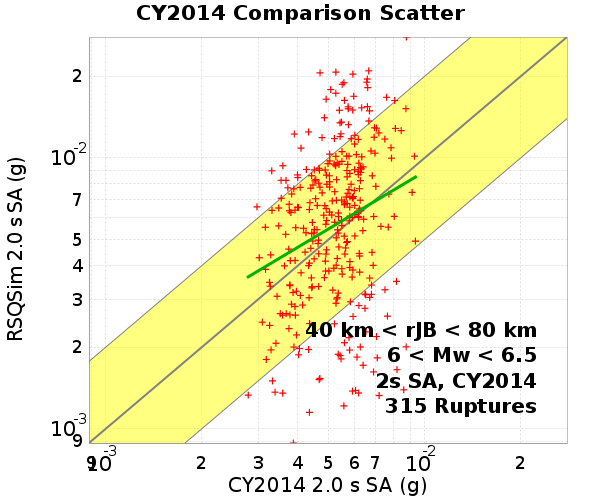 CY2014 Comparison Scatter
RSQSim 2.0 s SA (g)
2
10-2
7
5
4
3
2
10-3
9
40 km < rJB < 80 km
6 < Mw < 6.5
2s SA, CY2014
315 Ruptures
9 10-3 2 3 4 5 6 7 10-2 2
CY2014 2.0 s SA (g)